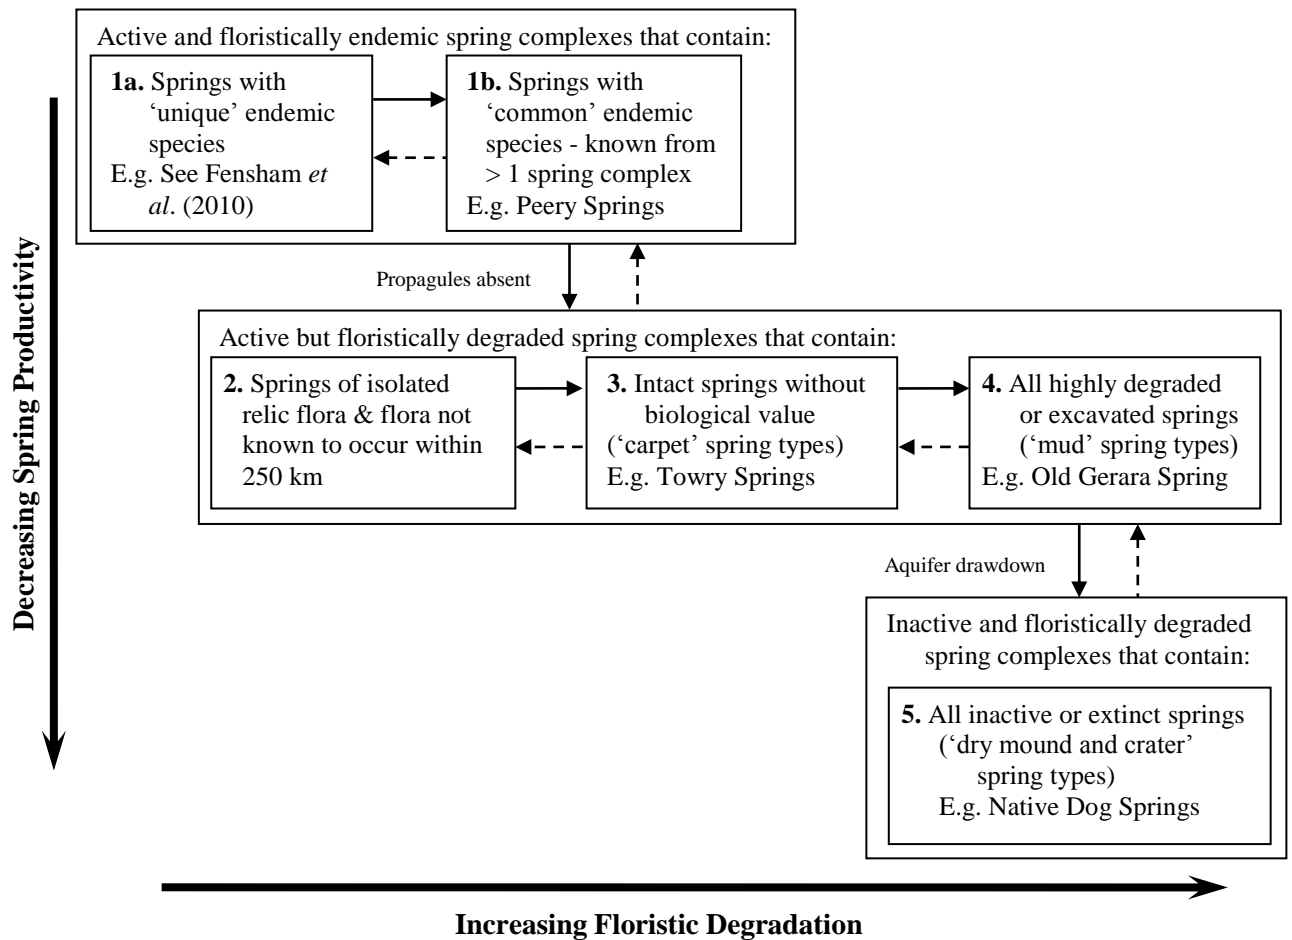 Active and floristically endemic spring complexes that contain:
1a. Springs with
‘unique’ endemic
species
E.g. See Fensham et
al. (2010)
1b. Springs with
‘common’ endemic
species - known from
> 1 spring complex
E.g. Peery Springs
Propagules absent
Active but floristically degraded spring complexes that contain:
2. Springs of isolated
relic flora & flora not
known to occur within
250 km
3. Intact springs without
biological value
(‘carpet’ spring types)
E.g. Towry Springs
4. All highly degraded
or excavated springs
(‘mud’ spring types)
E.g. Old Gerara Spring
Aquifer drawdown
Inactive and floristically degraded
spring complexes that contain:
5. All inactive or extinct springs
(‘dry mound and crater’
spring types)
E.g. Native Dog Springs
Decreasing Spring Productivity
Increasing Floristic Degradation